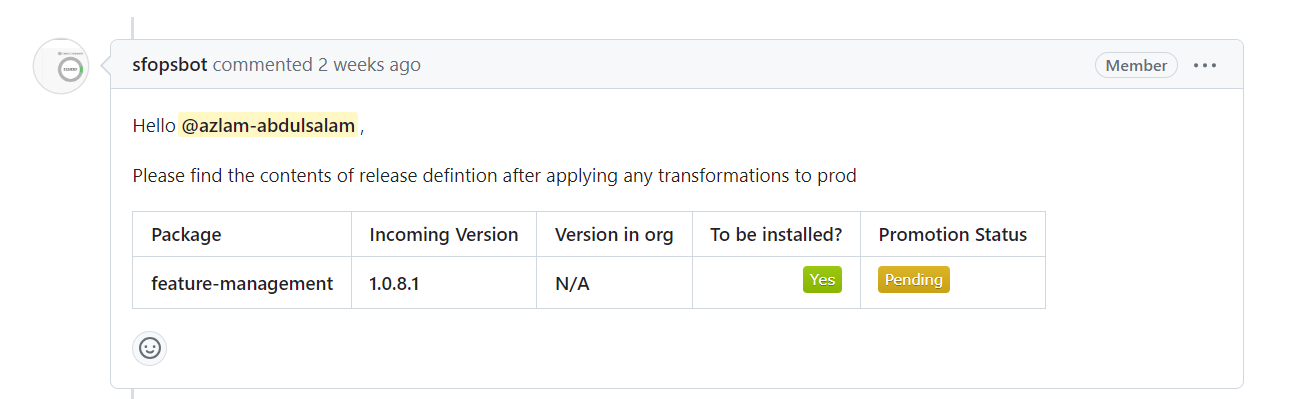 sfopsbot commented 2 weeks ago Member
Hello @azlam-abdulsalam ,
Please find the contents of release defintion after applying any transformations to prod
Package Incoming Version Version in org To be installed? Promotion Status
feature-management 1.0.8.1 N/A Yes Pending